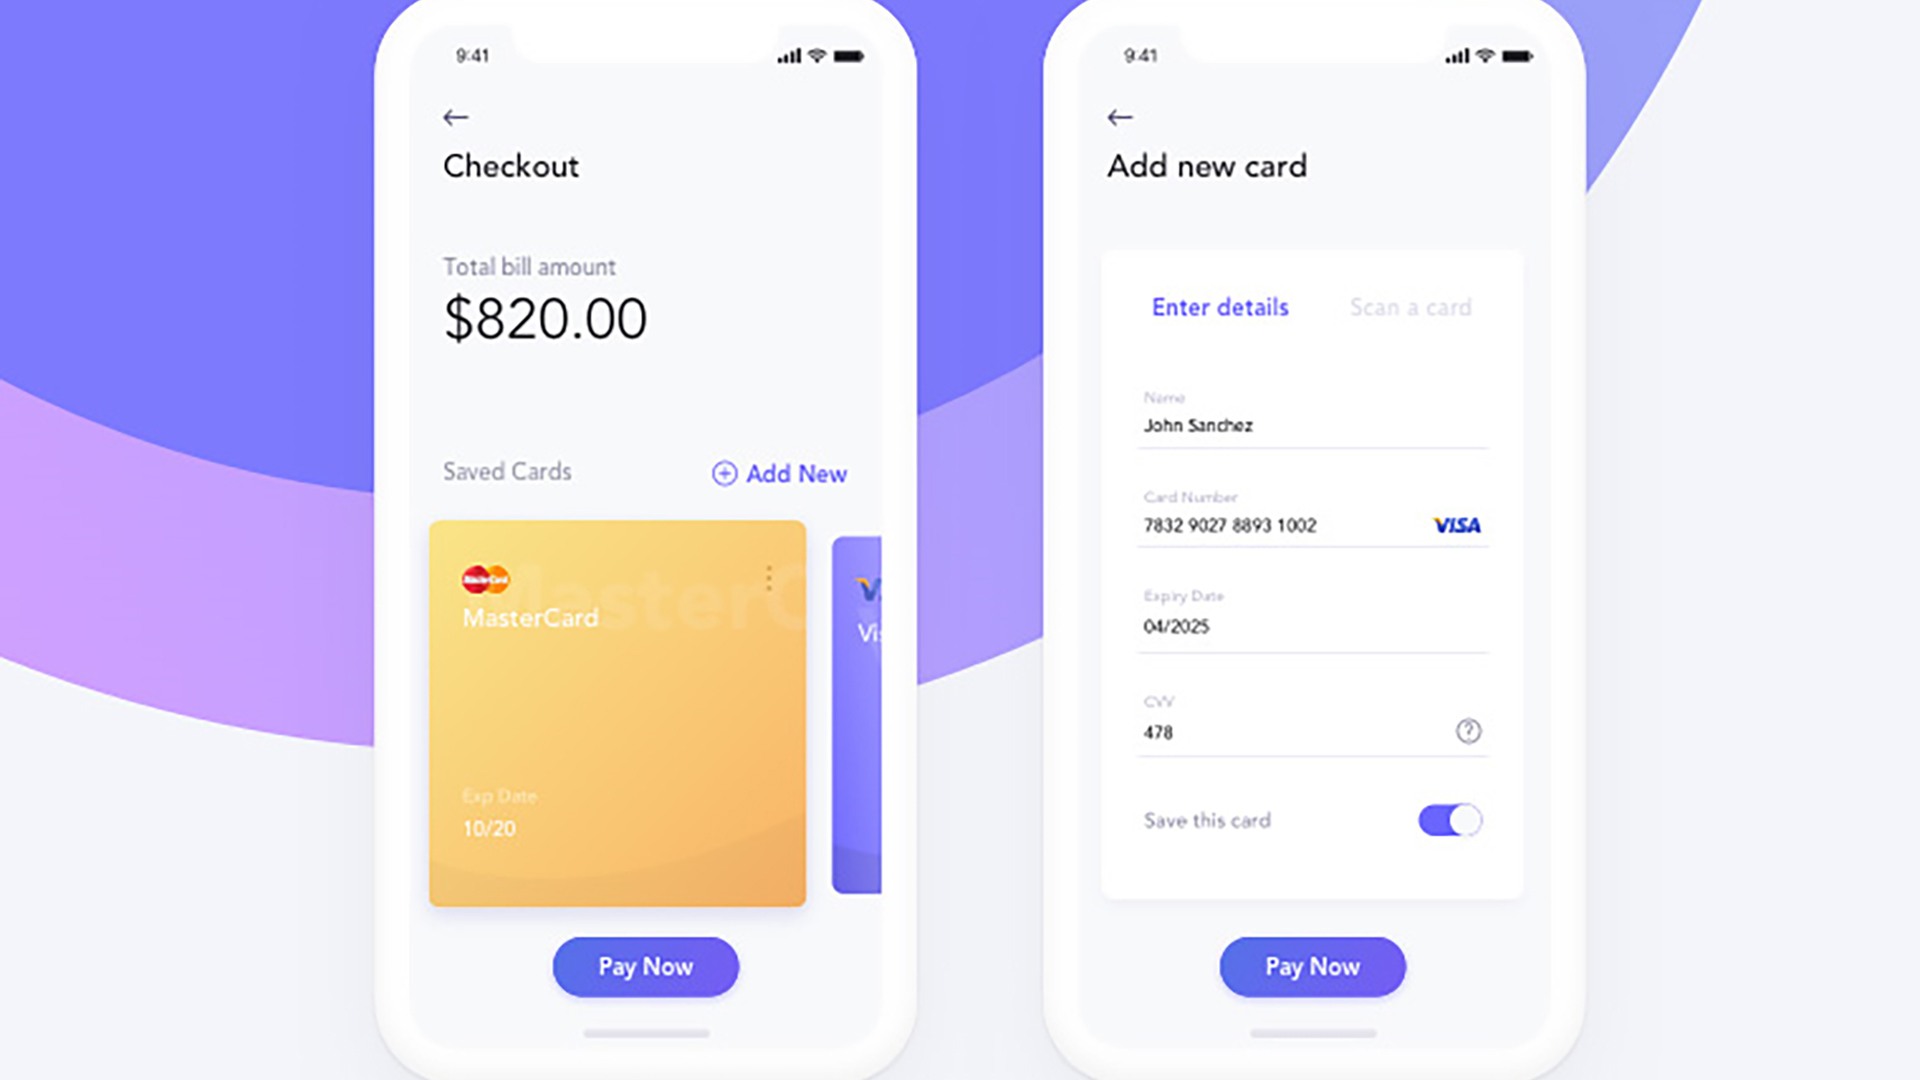 9:41
Checkout
Total bill amount
$820.00
Saved Cards
Add New
MasterCard
MasterCard
MasterC
Exp Date
10/20
Vis
Pay Now
9:41
Add new card
Enter details
Scan a card
Name
John Sanchez
Card Number
7832 9027 8893 1002
VISA
Expiry Date
04/2025
CVV
478
Save this card
Pay Now